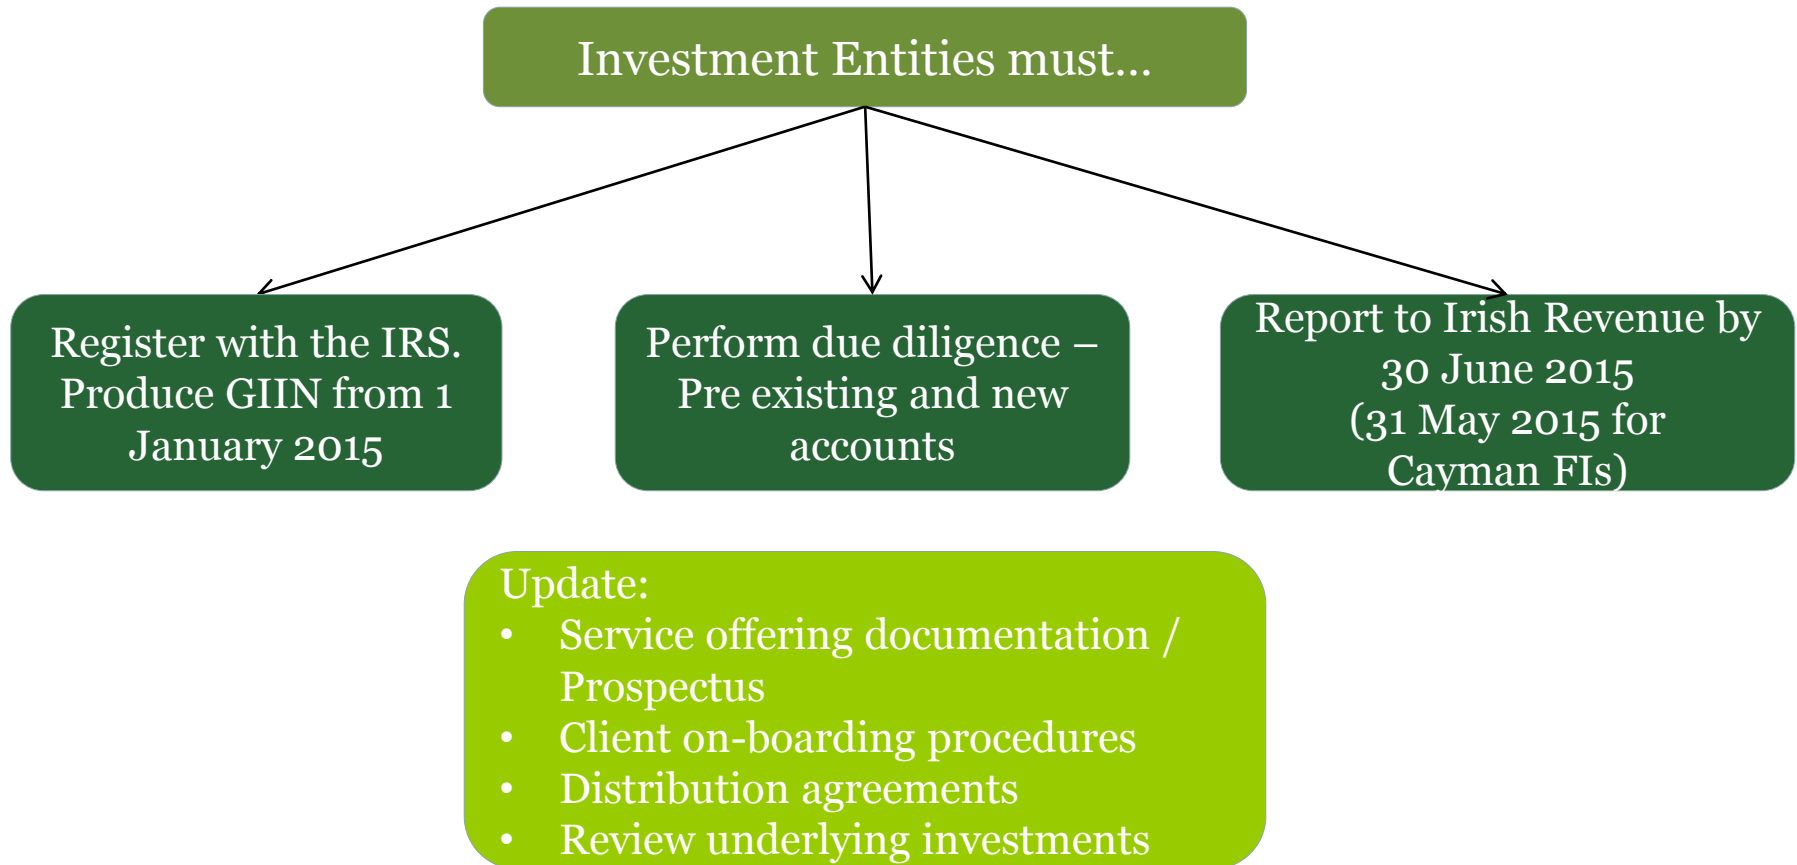 Investment Entities must...
Register with the IRS.
Produce GIIN from 1
January 2015
Perform due diligence –
Pre existing and new
accounts
Report to Irish Revenue by
30 June 2015
(31 May 2015 for
Cayman FIs)
Update:
• Service offering documentation /
Prospectus
• Client on-boarding procedures
• Distribution agreements
• Review underlying investments